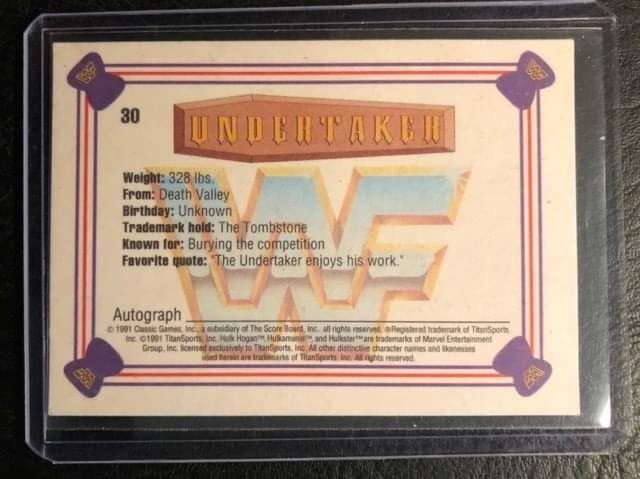 30
UNDERTAKER
Weight: 328 lbs.
From: Death Valley
Birthday: Unknown
Trademark hold: The Tombstone
Known for: Burying the competition
Favorite quote: "The Undertaker enjoys his work."
WF
Autograph
© 1991 Classic Games, Inc., a subsidiary of The Score Board, Inc. all rights reserved. ®Registered trademark of TitanSports,
Inc. ©1991 TitanSports, Inc. Hulk Hogan™, Hulkamania™, and Hulkster™ are trademarks of Marvel Entertainment
Group, Inc. licensed exclusively to TitanSports, Inc. All other distinctive character names and likenesses
used herein are trademarks of TitanSports, Inc. All rights reserved.